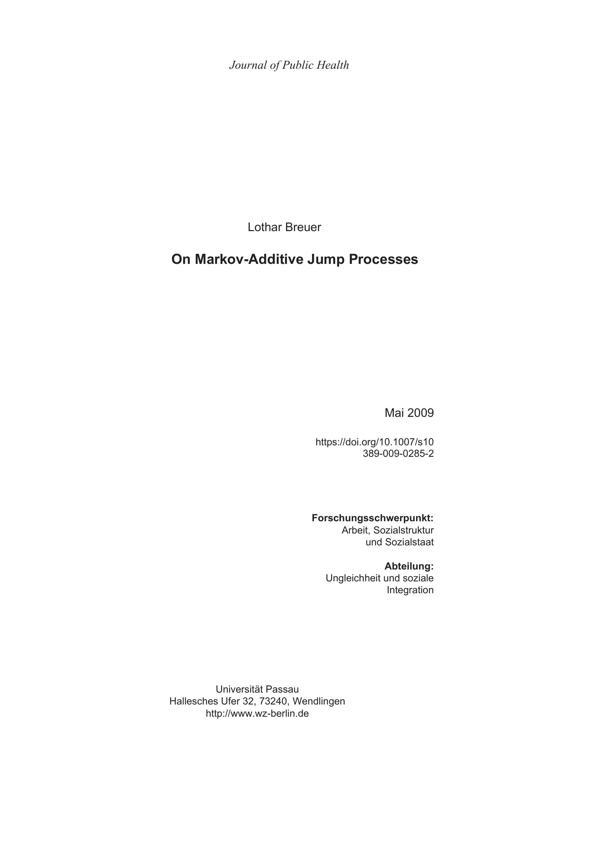 Journal of Public Health
Lothar Breuer
On Markov-Additive Jump Processes
Mai 2009
https://doi.org/10.1007/s10
389-009-0285-2
Forschungsschwerpunkt:
Arbeit, Sozialstruktur
und Sozialstaat
Abteilung:
Ungleichheit und soziale
Integration
Universität Passau
Hallesches Ufer 32, 73240, Wendlingen
http://www.wz-berlin.de